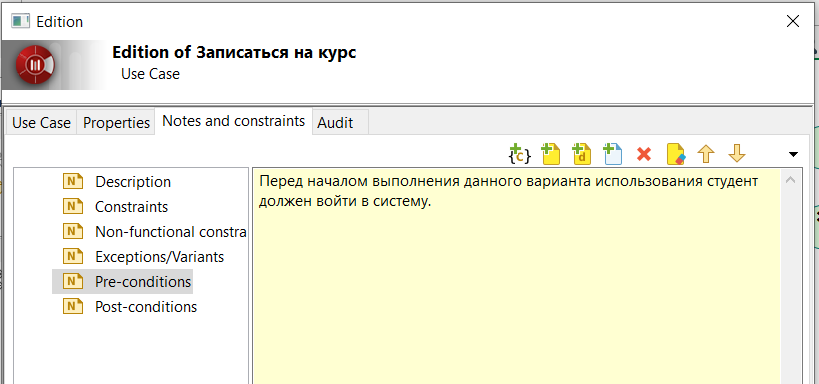 Edition
Edition of Записаться на курс
Use Case
Use Case
Properties
Notes and constraints
Audit
Description
Constraints
Non-functional constra
Exceptions/Variants
Pre-conditions
Post-conditions
Перед началом выполнения данного варианта использования студент
должен войти в систему.